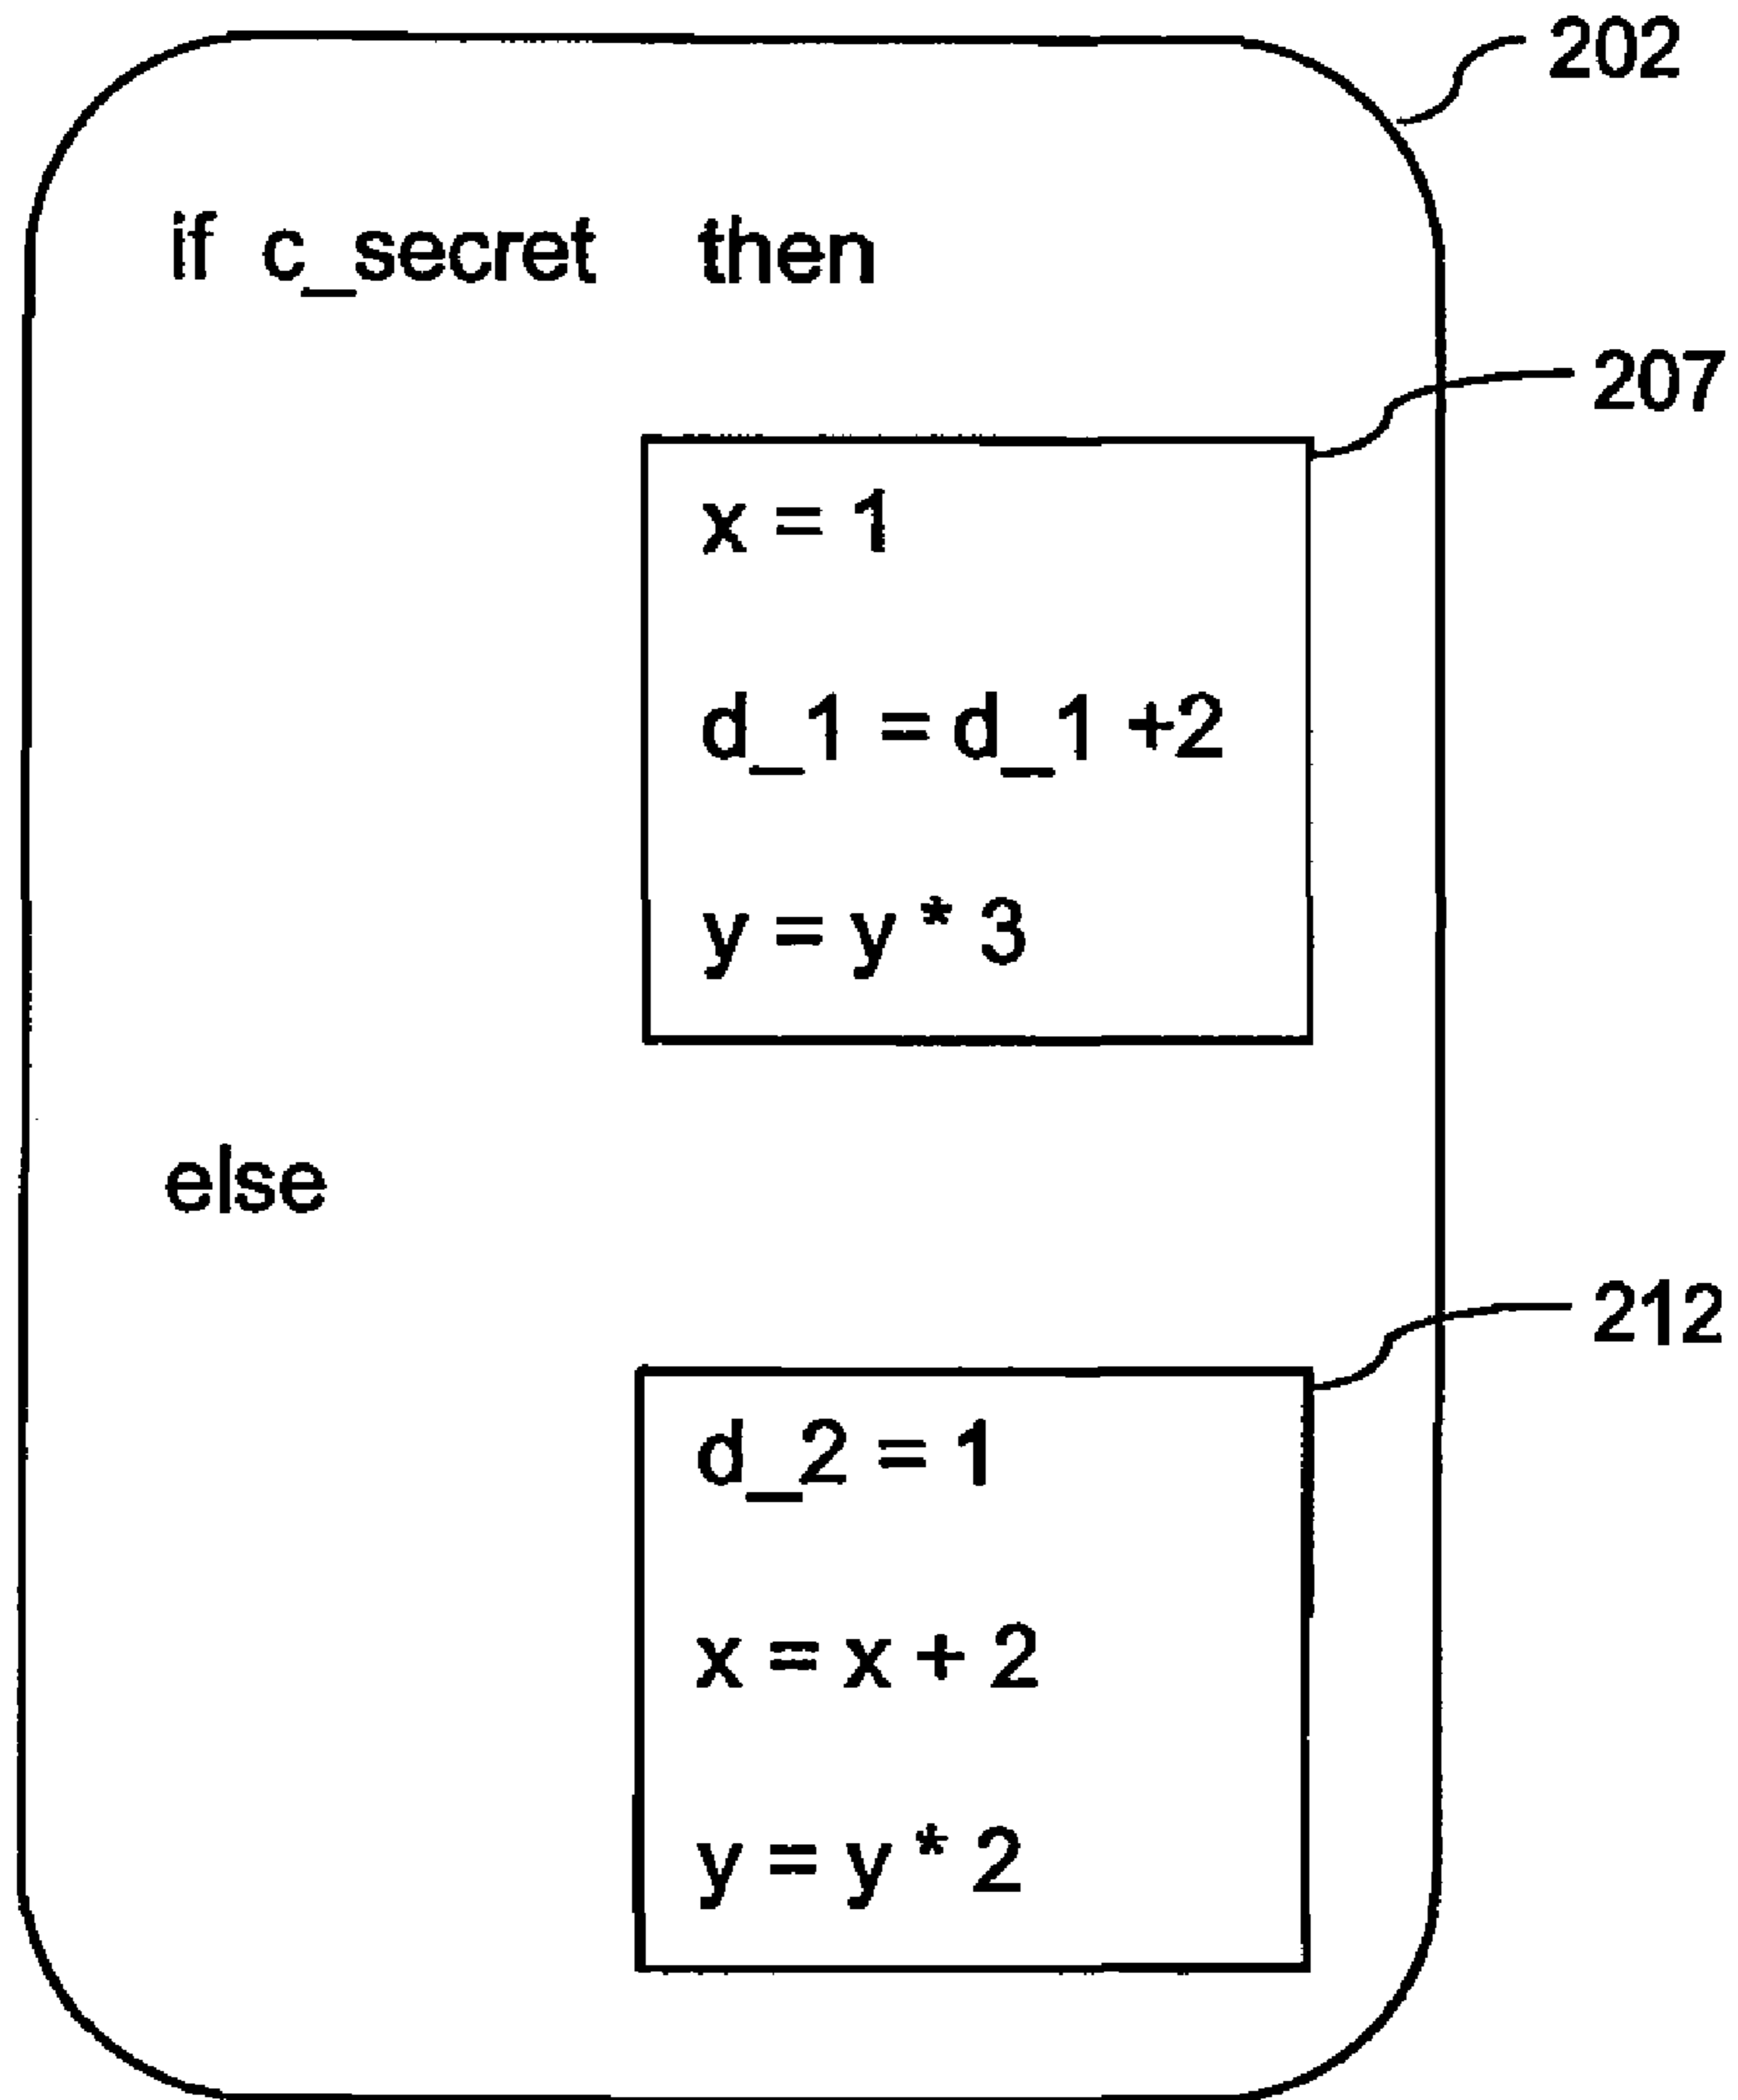 202
if c_secret then
207
x = 1
d_1 = d_1 +2
y = y * 3
else
212
d_2 = 1
x = x + 2
y = y * 2